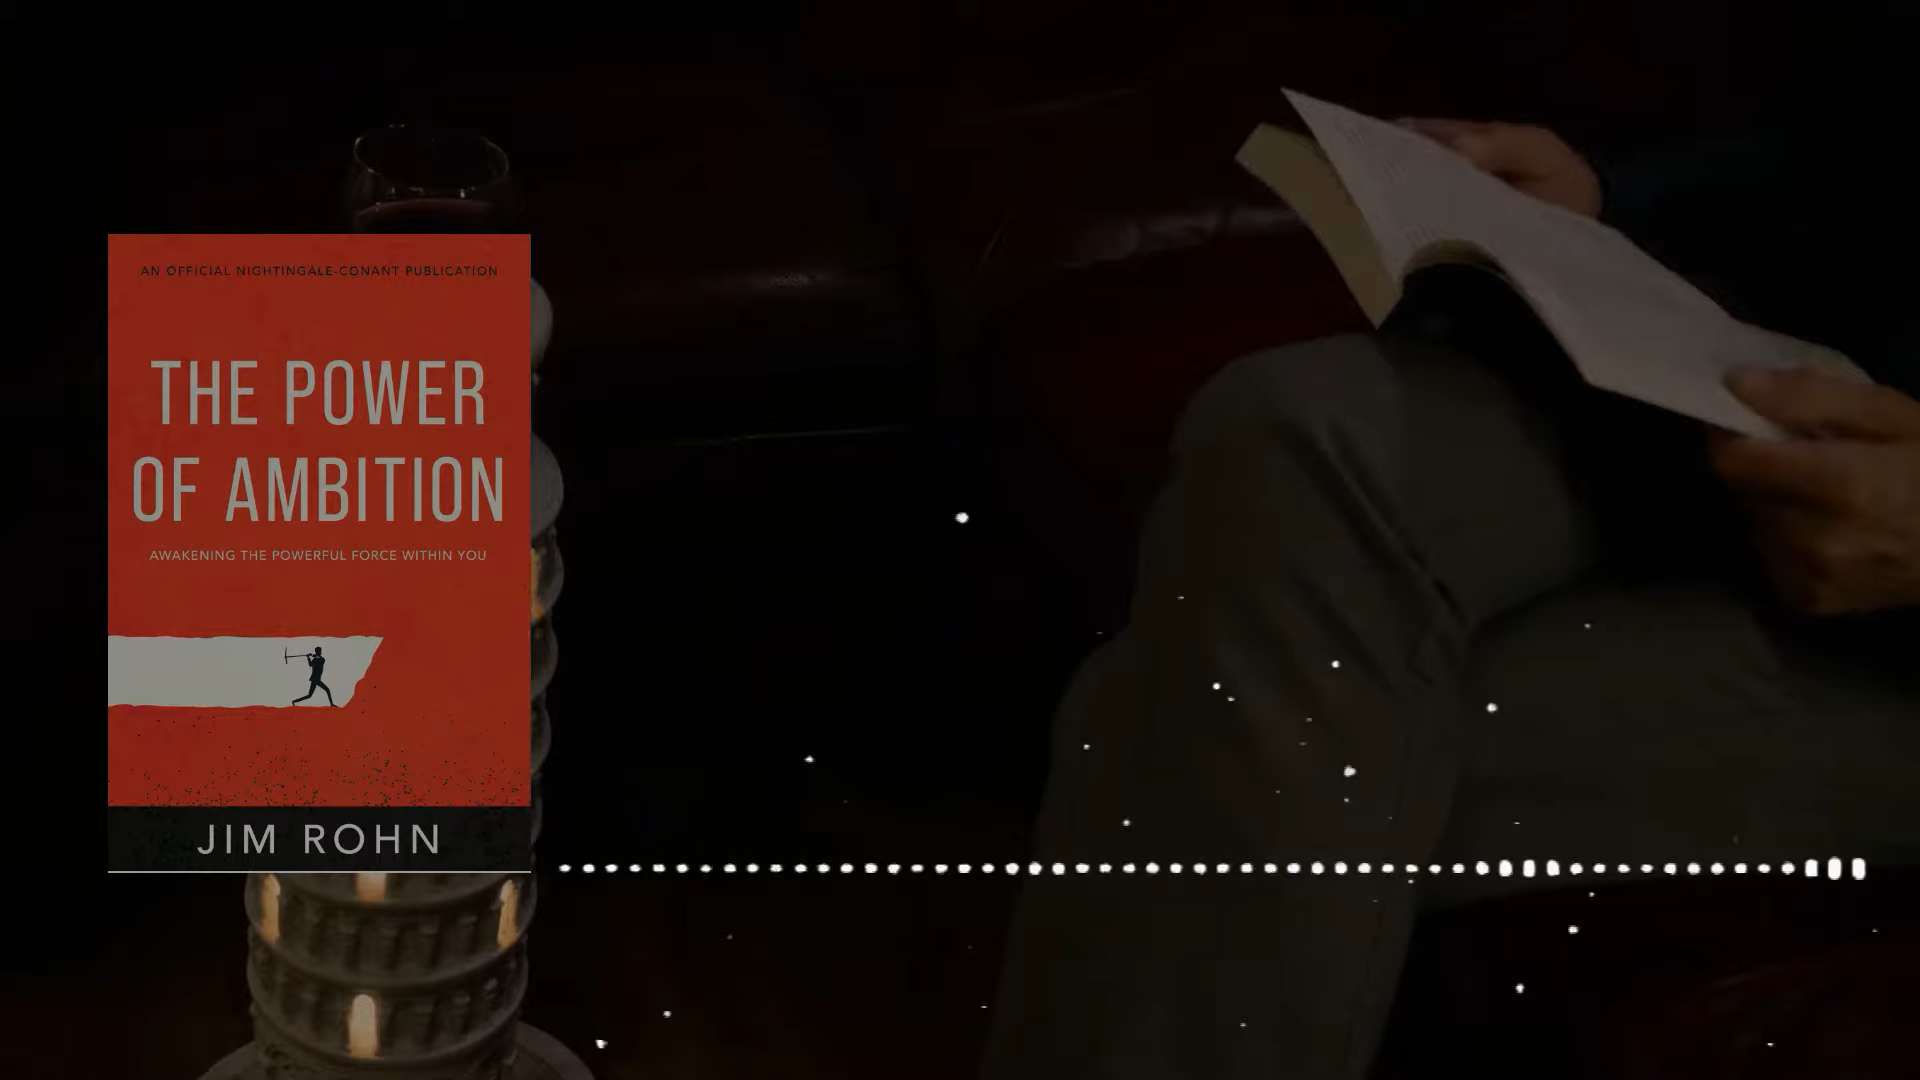 AN OFFICIAL NIGHTINGALE-CONANT PUBLICATION
THE POWER
OF AMBITION
AWAKENING THE POWERFUL FORCE WITHIN YOU
JIM ROHN